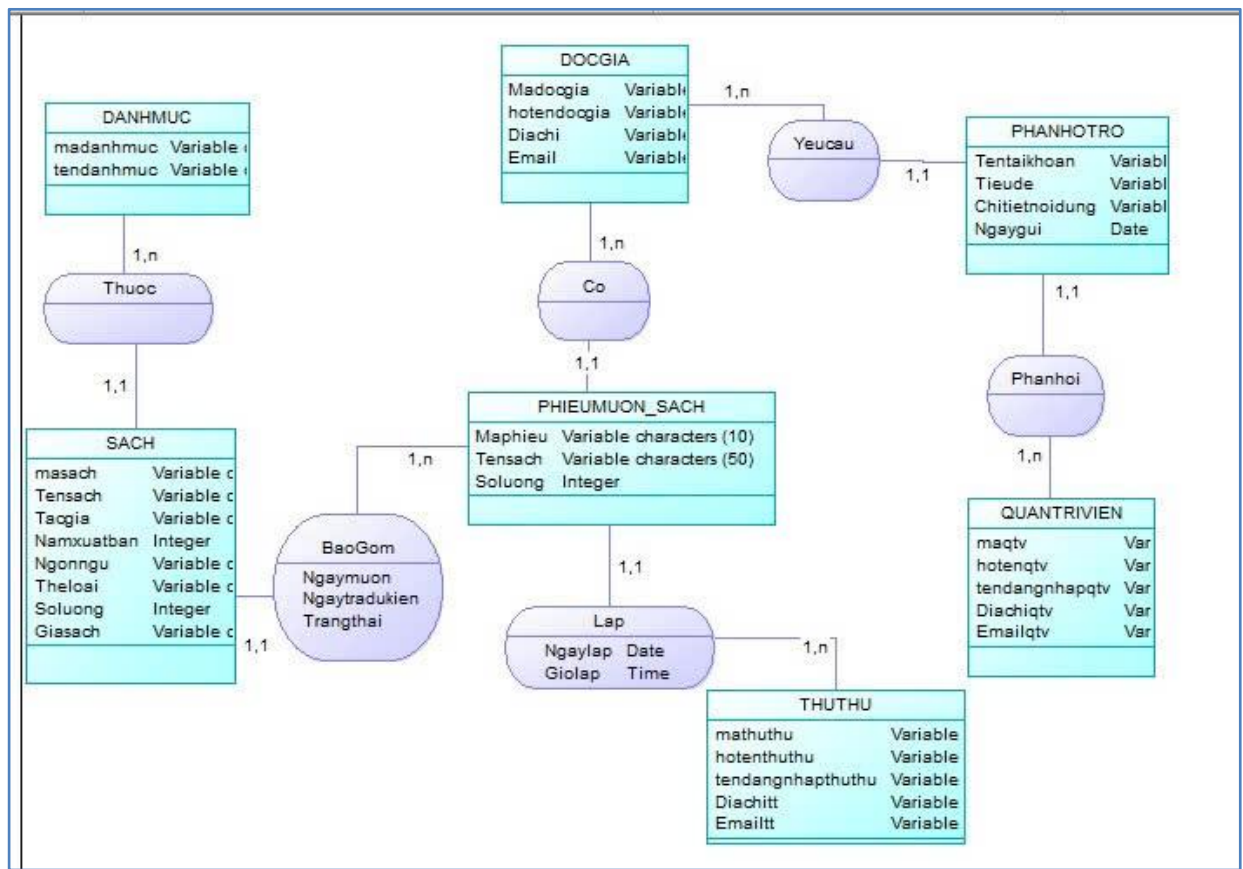 DOCGIA
Madocgia Variable
hotendocgia Variable
Diachi Variable
Email Variable
1,n
Yeucau
1,1
PHANHOTRO
Tentaikhoan Variabl
Tieude Variabl
Chitietnoidung Variabl
Ngaygui Date
DANHMUC
madanhmuc Variable c
tendanhmuc Variable c
1,n
Thuoc
1,1
1,n
Co
1,1
1,1
Phanhoi
1,n
SACH
masach Variable c
Tensach Variable c
Tacgia Variable c
Namxuatban Integer
Ngonngu Variable c
Theloai Variable c
Soluong Integer
Giasach Variable c
1,1
BaoGom
Ngaymuon
Ngaytradukien
Trangthai
1,n
PHIEUMUON_SACH
Maphieu Variable characters (10)
Tensach Variable characters (50)
Soluong Integer
1,1
Lap
Ngaylap Date
Giolap Time
1,n
QUANTRIVIEN
maqtv Var
hotenqtv Var
tendangnhapqtv Var
Diachiqtv Var
Emailqtv Var
THUTHU
mathuthu Variable
hotenthuthu Variable
tendangnhapthuthu Variable
Diachitt Variable
Emailtt Variable